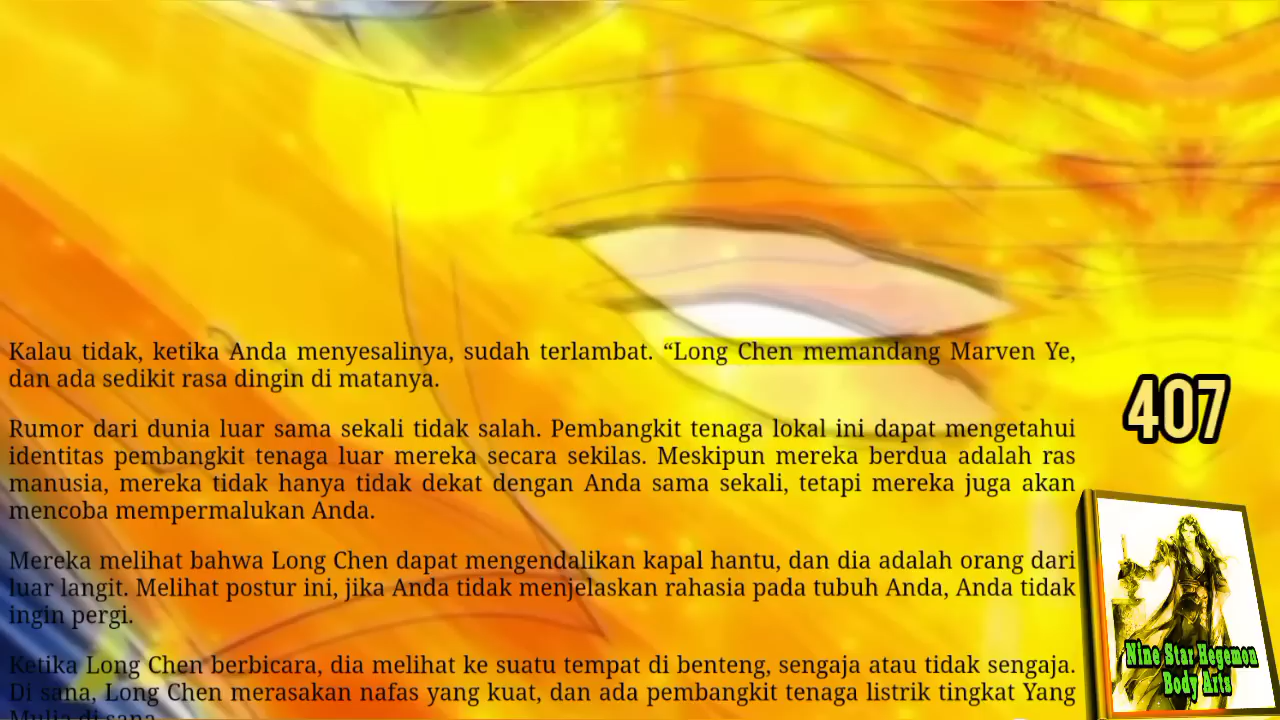 Kalau tidak, ketika Anda menyesalinya, sudah terlambat. “Long Chen memandang Marven Ye,
dan ada sedikit rasa dingin di matanya.
Rumor dari dunia luar sama sekali tidak salah. Pembangkit tenaga lokal ini dapat mengetahui
identitas pembangkit tenaga luar mereka secara sekilas. Meskipun mereka berdua adalah ras
manusia, mereka tidak hanya tidak dekat dengan Anda sama sekali, tetapi mereka juga akan
mencoba mempermalukan Anda.
Mereka melihat bahwa Long Chen dapat mengendalikan kapal hantu, dan dia adalah orang dari
luar langit. Melihat postur ini, jika Anda tidak menjelaskan rahasia pada tubuh Anda, Anda tidak
ingin pergi.
Ketika Long Chen berbicara, dia melihat ke suatu tempat di benteng, sengaja atau tidak sengaja.
Di sana, Long Chen merasakan nafas yang kuat, dan ada pembangkit tenaga listrik tingkat Yang
Mulia di sana.
407
Nine Star Hegemon
Body Arts